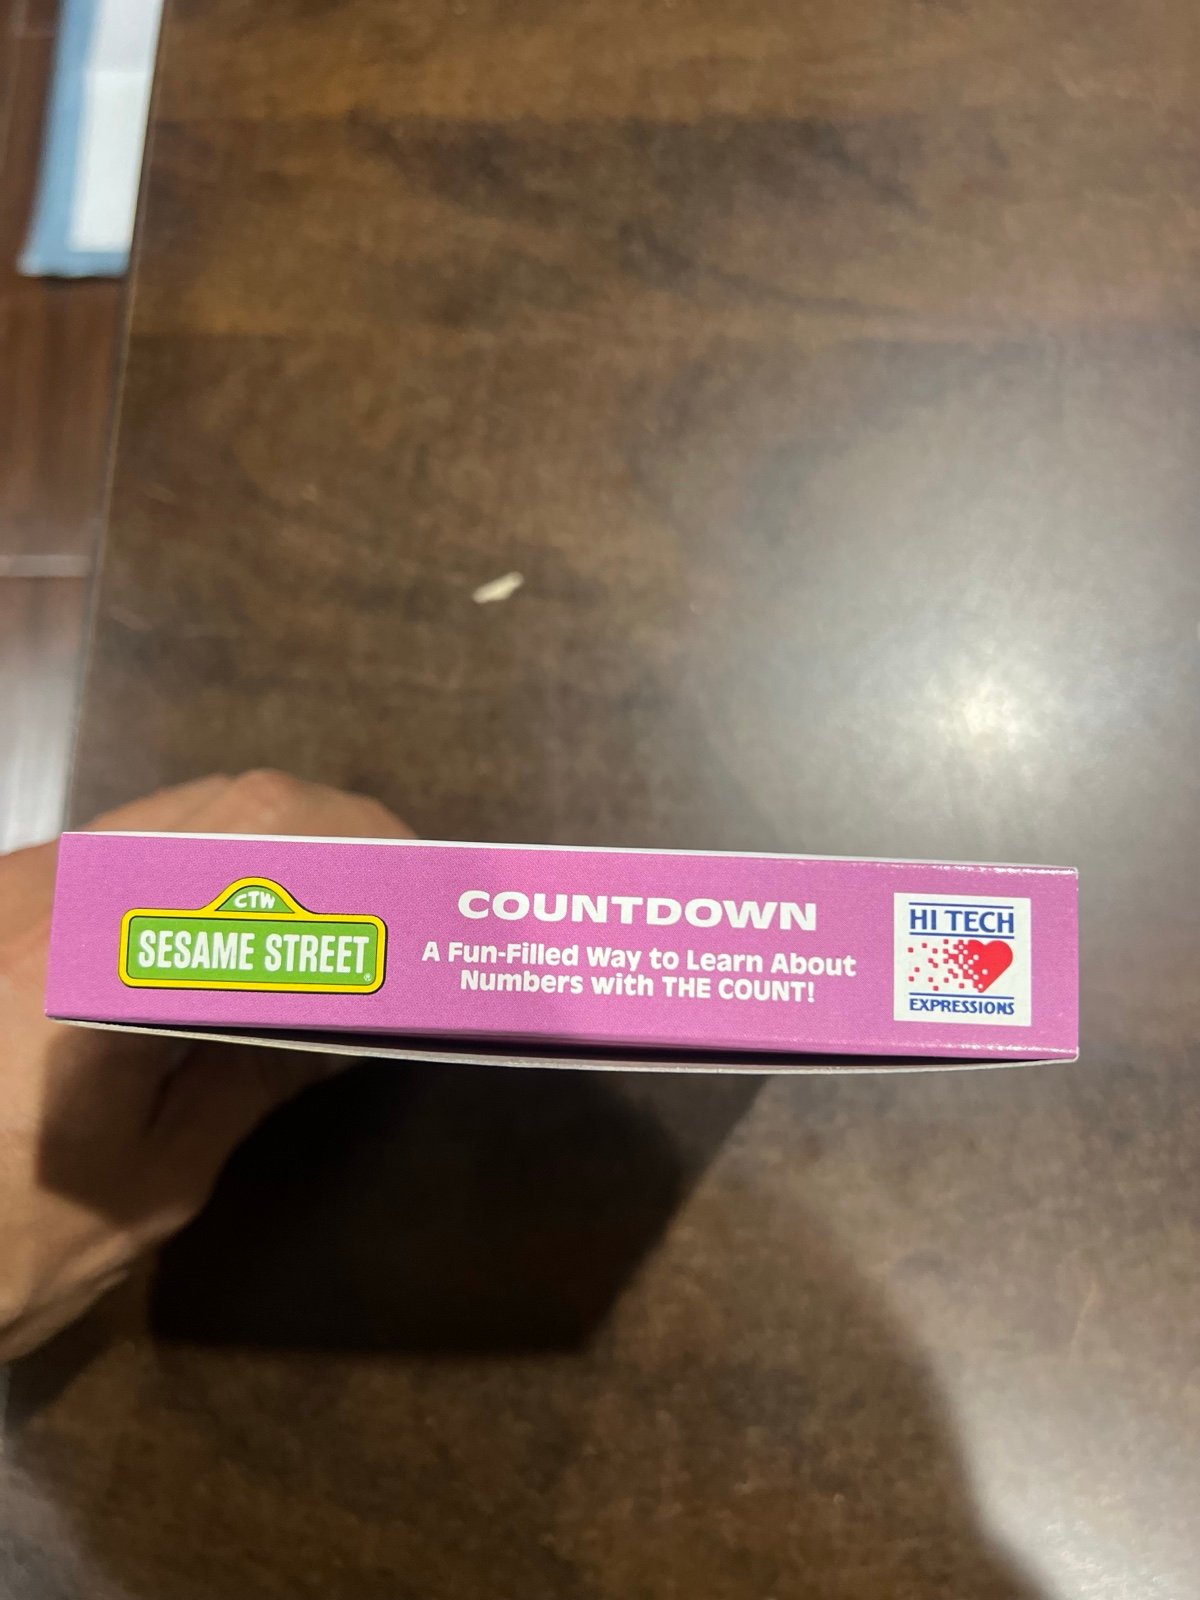 CTW
SESAME STREET®
COUNTDOWN
A Fun-Filled Way to Learn About
Numbers with THE COUNT!
HI TECH
EXPRESSIONS